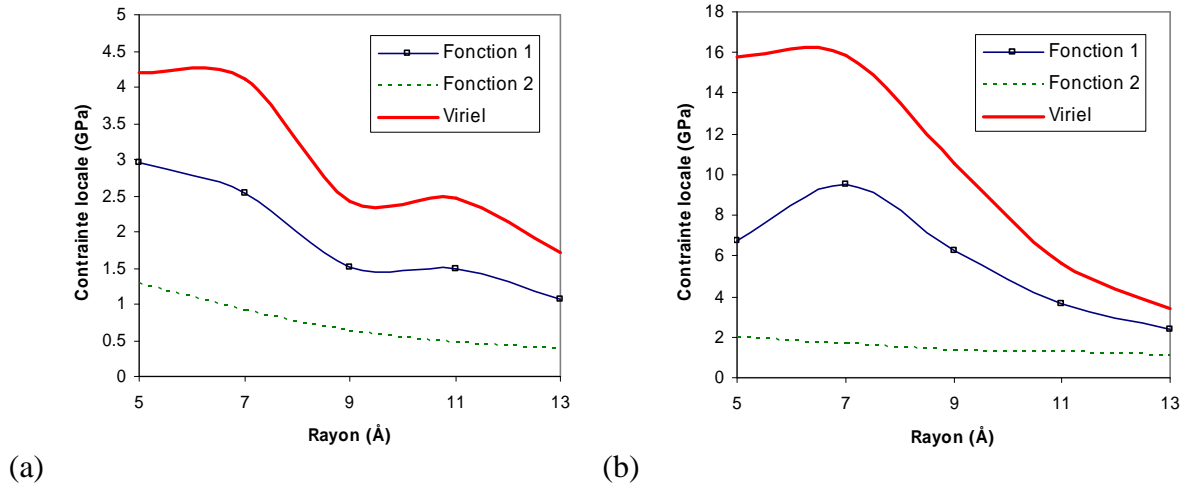 5
4.5
4
3.5
3
2.5
2
1.5
1
0.5
0
Contrainte locale (GPa)
Fonction 1
Fonction 2
Viriel
5 7 9 11 13
Rayon (Å)
(a)
18
16
14
12
10
8
6
4
2
0
Contrainte locale (GPa)
Fonction 1
Fonction 2
Viriel
5 7 9 11 13
Rayon (Å)
(b)